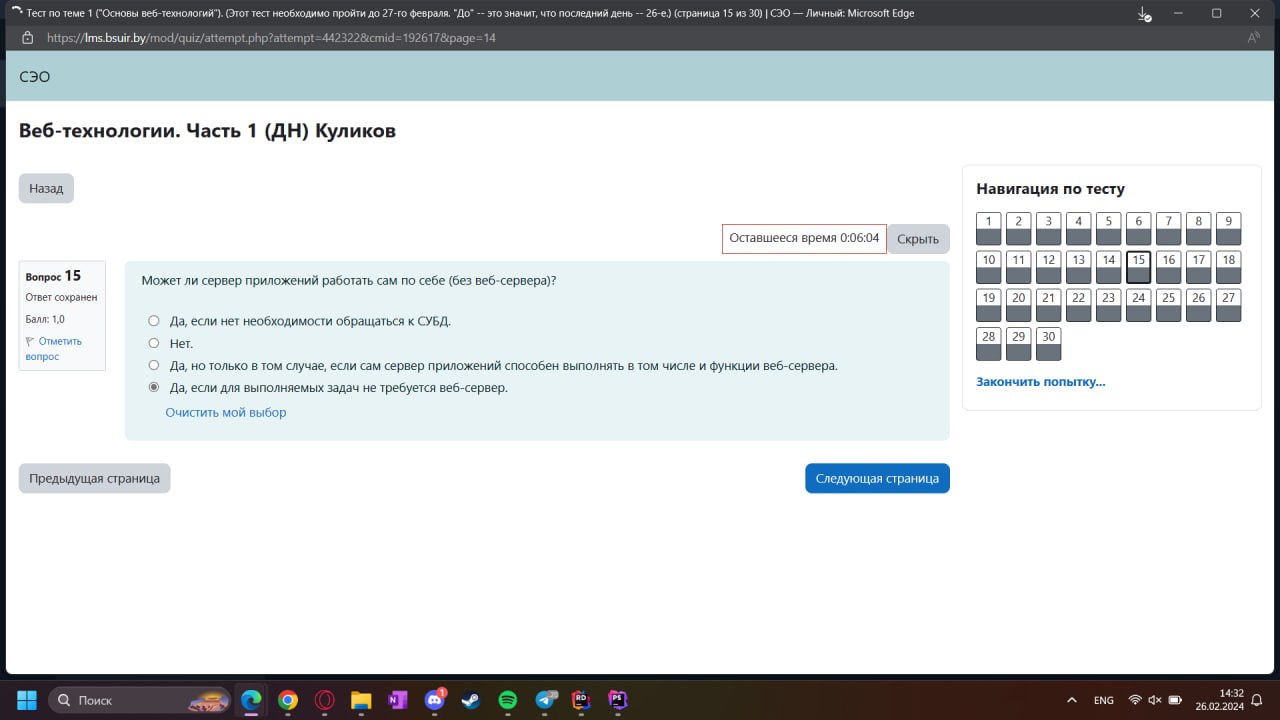 Тест по теме 1 ("Основы веб-технологий"). (Этот тест необходимо пройти до 27-го февраля. "До" -- это значит, что последний день -- 26-е.) (страница 15 из 30) | СЭО — Личный: Microsoft Edge
https://lms.bsuir.by/mod/quiz/attempt.php?attempt=442322&cmid=192617&page=14
СЭО
Веб-технологии. Часть 1 (ДН) Куликов
Назад
Оставшееся время 0:06:04
Скрыть
Вопрос 15
Ответ сохранен
Балл: 1,0
Отметить
вопрос
Может ли сервер приложений работать сам по себе (без веб-сервера)?
Да, если нет необходимости обращаться к СУБД.
Нет.
Да, но только в том случае, если сам сервер приложений способен выполнять в том числе и функции веб-сервера.
Да, если для выполняемых задач не требуется веб-сервер.
Очистить мой выбор
Предыдущая страница
Следующая страница
Навигация по тесту
1 2 3 4 5 6 7 8 9
10 11 12 13 14 15 16 17 18
19 20 21 22 23 24 25 26 27
28 29 30
Закончить попытку...
Поиск
1
RD
PS
ENG
14:32
26.02.2024